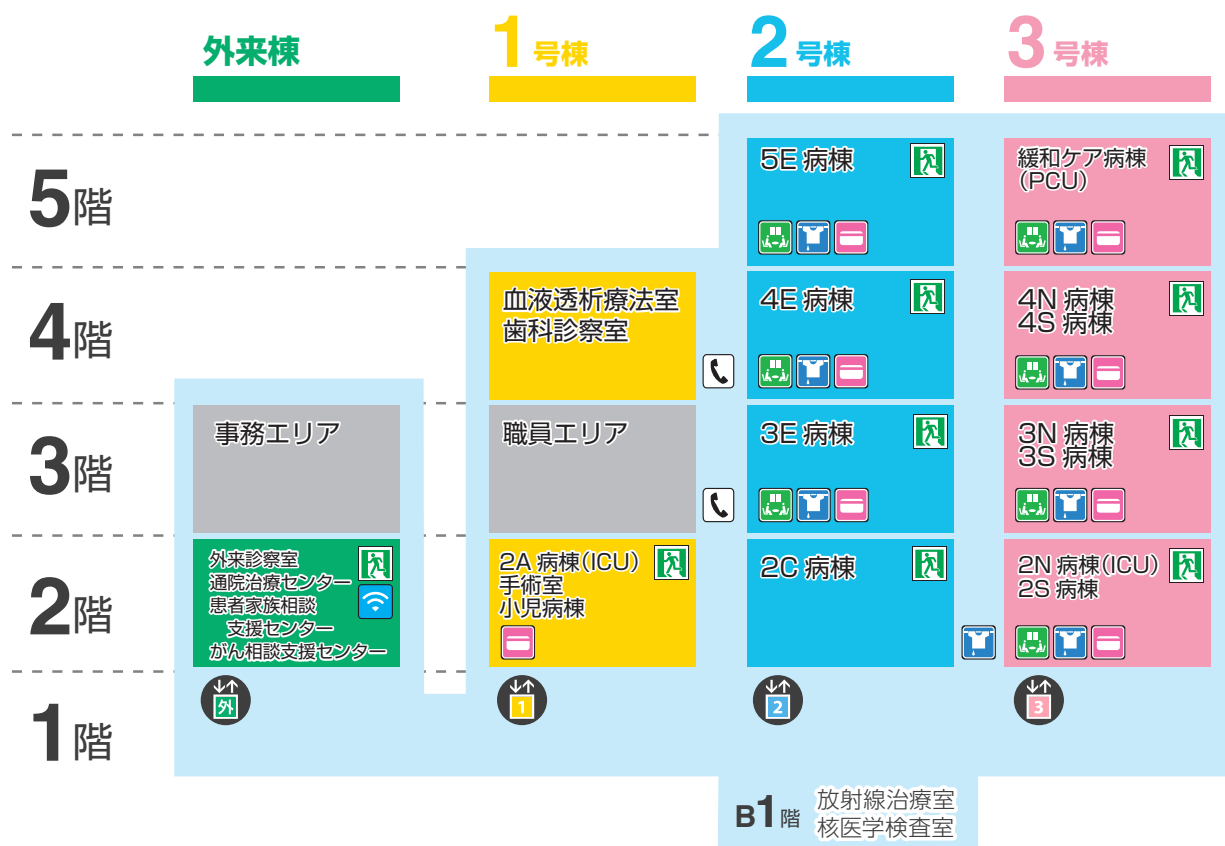 外来棟
1号棟
2号棟
3号棟
5階
5E 病棟
緩和ケア病棟
(PCU)
4階
血液透析療法室
歯科診察室
4E 病棟
4N 病棟
4S 病棟
3階
事務エリア
職員エリア
3E 病棟
3N 病棟
3S 病棟
2階
外来診察室
通院治療センター
患者家族相談
支援センター
がん相談支援センター
2A 病棟(ICU)
手術室
小児病棟
2C 病棟
2N 病棟(ICU)
2S 病棟
1階
外
1
2
3
B1階
放射線治療室
核医学検査室